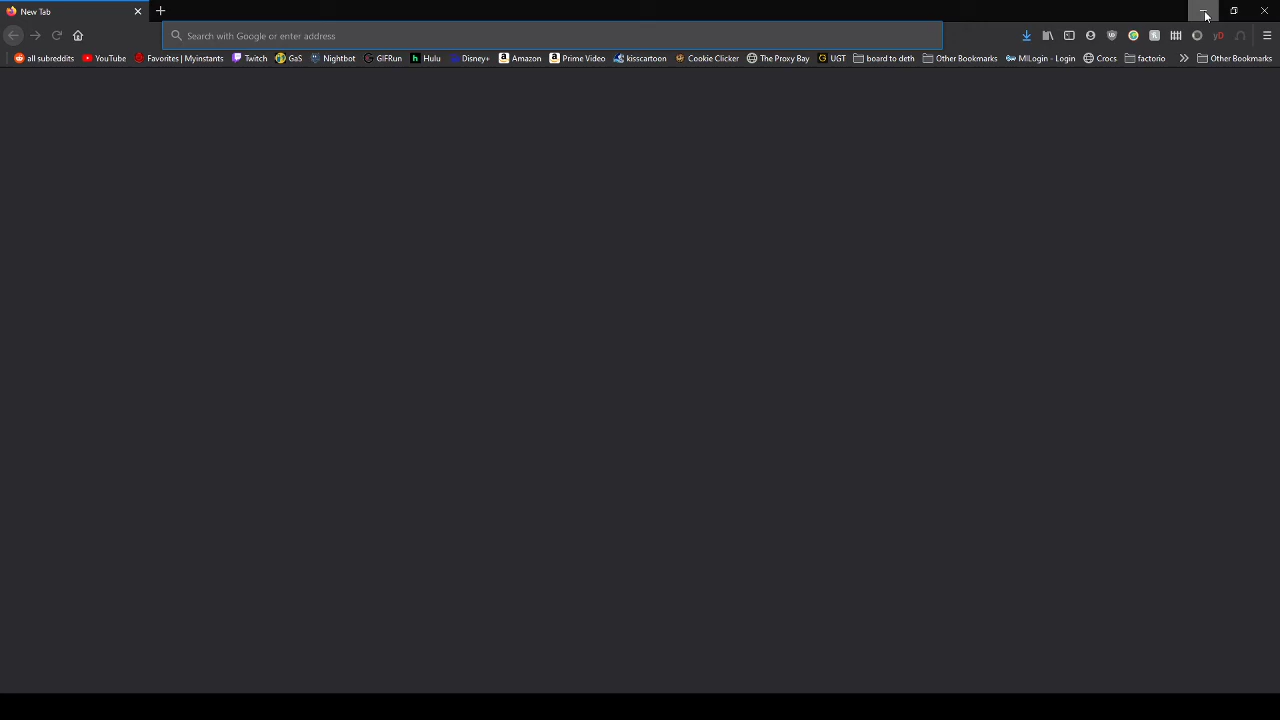 New Tab
Search with Google or enter address
all subreddits YouTube Favorites | Myinstants Twitch GaS Nightbot GIFRun Hulu Disney+ Amazon Prime Video kisscartoon Cookie Clicker The Proxy Bay UGT board to deth Other Bookmarks MILogin - Login Crocs factorio Other Bookmarks